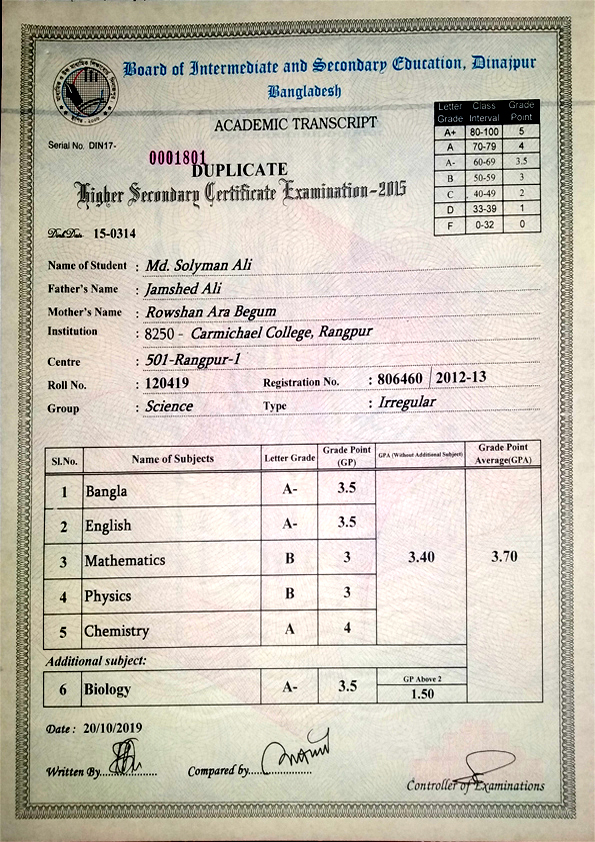 Board of Intermediate and Secondary Education, Dinajpur
Bangladesh
ACADEMIC TRANSCRIPT
Letter Grade Class Interval Grade Point
A+ 80-100 5
A 70-79 4
A- 60-69 3.5
B 50-59 3
C 40-49 2
D 33-39 1
F 0-32 0
Serial No. DIN17-
0001801
DUPLICATE
Higher Secondary Certificate Examination-2015
15-0314
Name of Student : Md. Solyman Ali
Father's Name : Jamshed Ali
Mother's Name : Rowshan Ara Begum
Institution : 8250 - Carmichael College, Rangpur
Centre : 501-Rangpur-1
Roll No. : 120419 Registration No. : 806460 / 2012-13
Group : Science Type : Irregular
Sl.No. Name of Subjects Letter Grade Grade Point (GP) GPA (Without Additional Subject) Grade Point Average(GPA)
1 Bangla A- 3.5
2 English A- 3.5
3 Mathematics B 3 3.40 3.70
4 Physics B 3
5 Chemistry A 4
Additional subject:
6 Biology A- 3.5 GP Above 2 1.50
Date : 20/10/2019
Written By Compared by Controller of Examinations